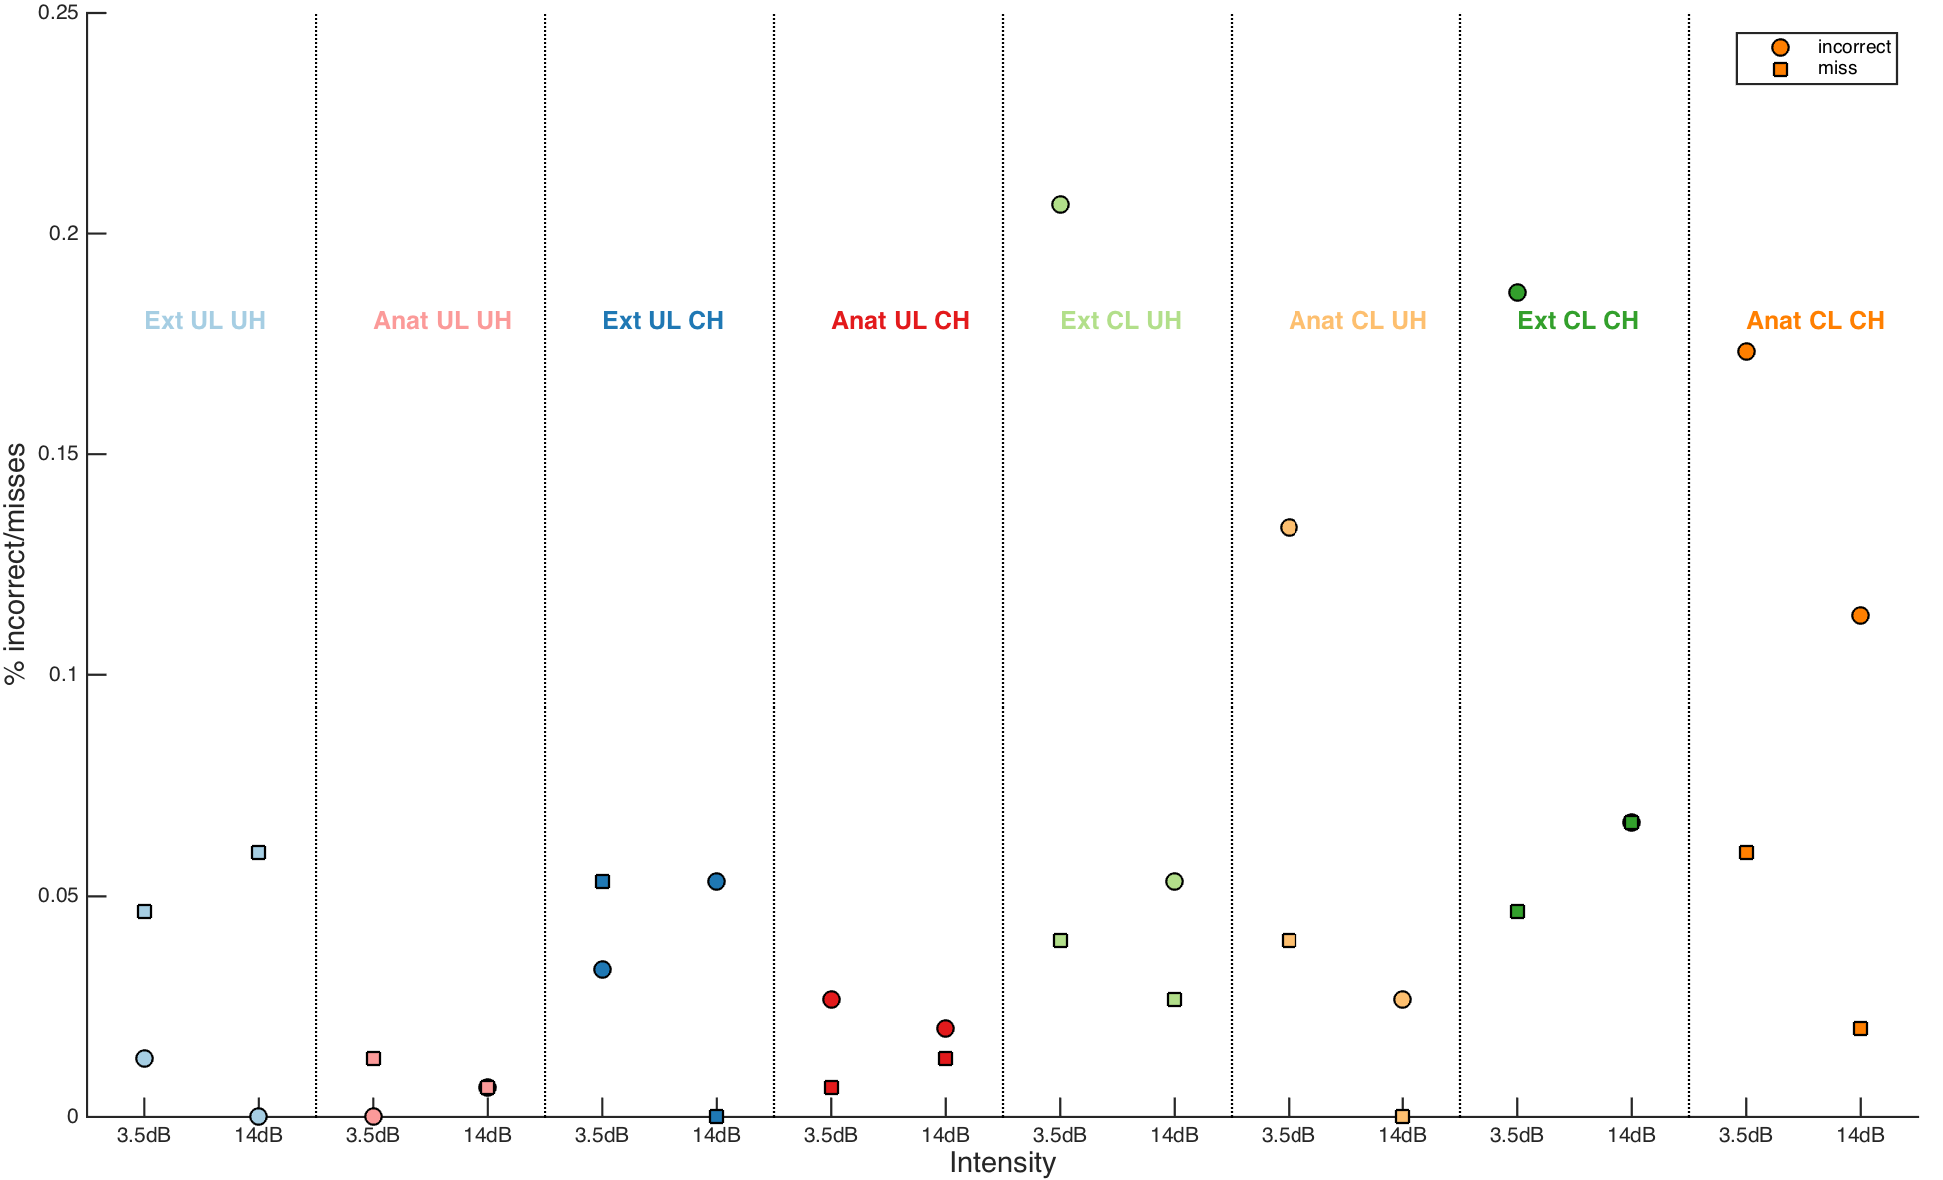 0.25
incorrect
miss
0.2
Ext UL UH Anat UL UH Ext UL CH Anat UL CH Ext CL UH Anat CL UH Ext CL CH Anat CL CH
0.15
% incorrect/misses
0.1
0.05
0
3.5dB 14dB 3.5dB 14dB 3.5dB 14dB 3.5dB 14dB 3.5dB 14dB 3.5dB 14dB 3.5dB 14dB 3.5dB 14dB
Intensity